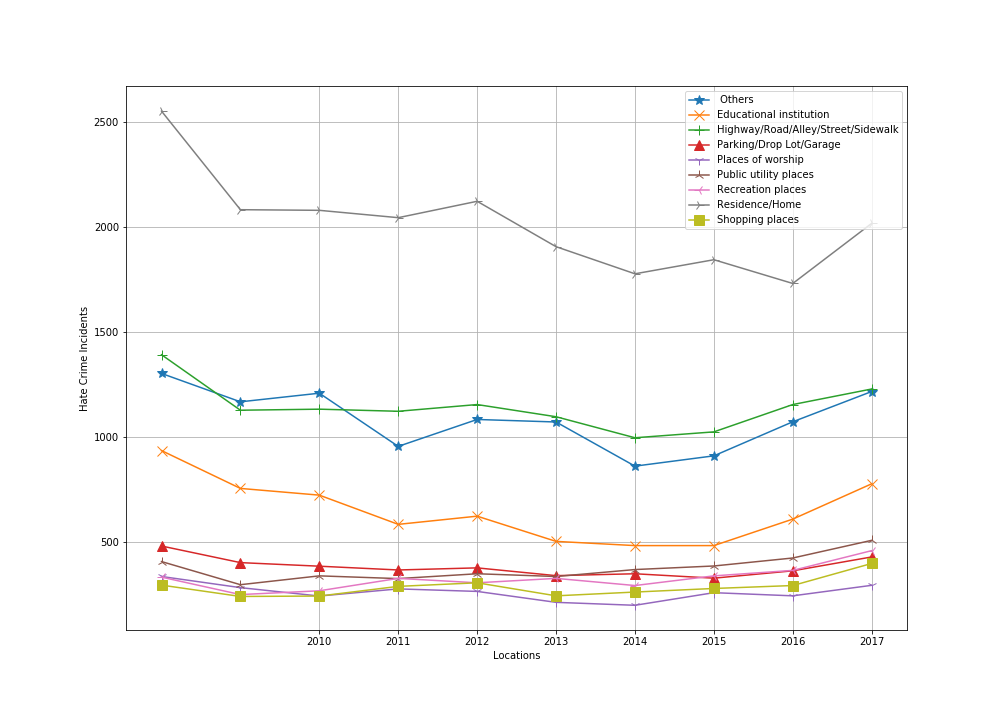 2500
2000
1500
1000
500
Hate Crime Incidents
Others
Educational institution
Highway/Road/Alley/Street/Sidewalk
Parking/Drop Lot/Garage
Places of worship
Public utility places
Recreation places
Residence/Home
Shopping places
2010 2011 2012 2013 2014 2015 2016 2017
Locations